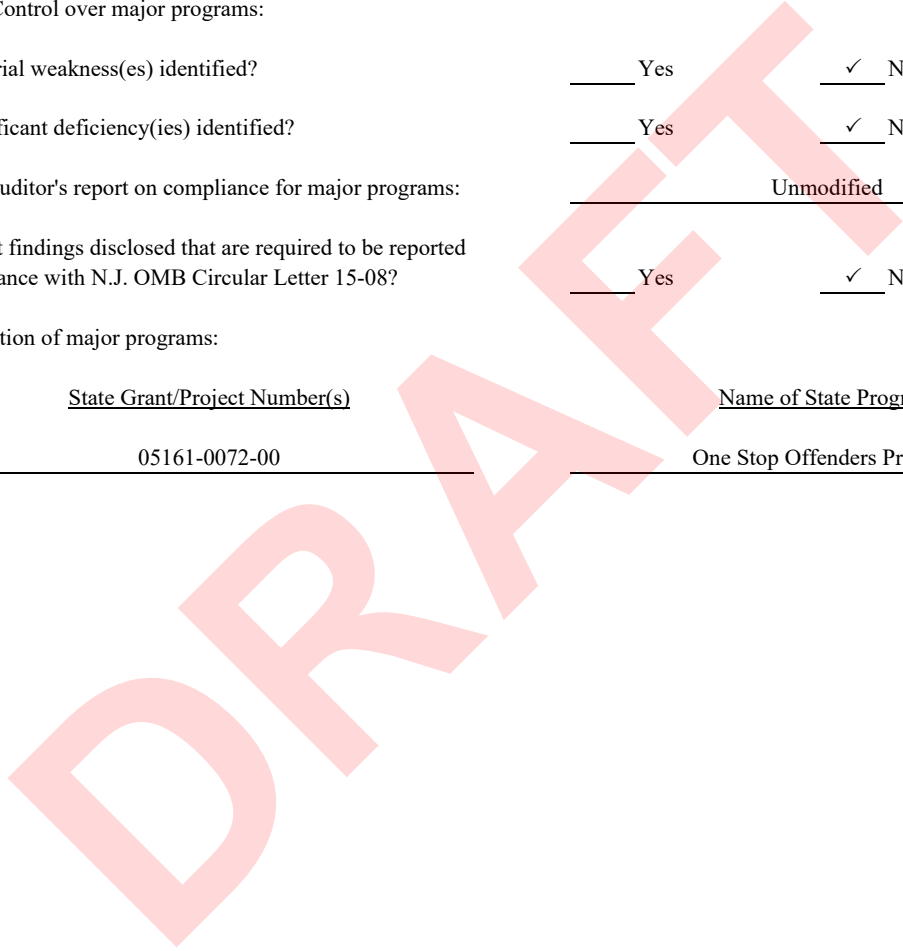 Control over major programs:
rial weakness(es) identified? Yes ✓ N
ficant deficiency(ies) identified? Yes ✓ N
uditor's report on compliance for major programs: Unmodified
t findings disclosed that are required to be reported
ance with N.J. OMB Circular Letter 15-08? Yes ✓ N
tion of major programs:
State Grant/Project Number(s) Name of State Progr
05161-0072-00 One Stop Offenders Pr
DRAFT